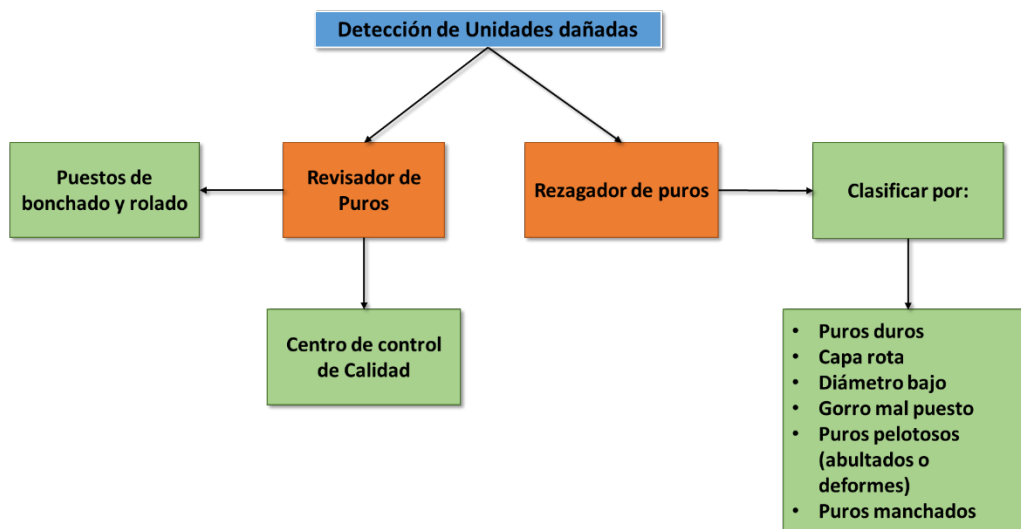 Detección de Unidades dañadas
Puestos de
bonchado y rolado
Revisador de
Puros
Rezagador de puros
Clasificar por:
Centro de control
de Calidad
• Puros duros
• Capa rota
• Diámetro bajo
• Gorro mal puesto
• Puros pelotosos
(abultados o
deformes)
• Puros manchados